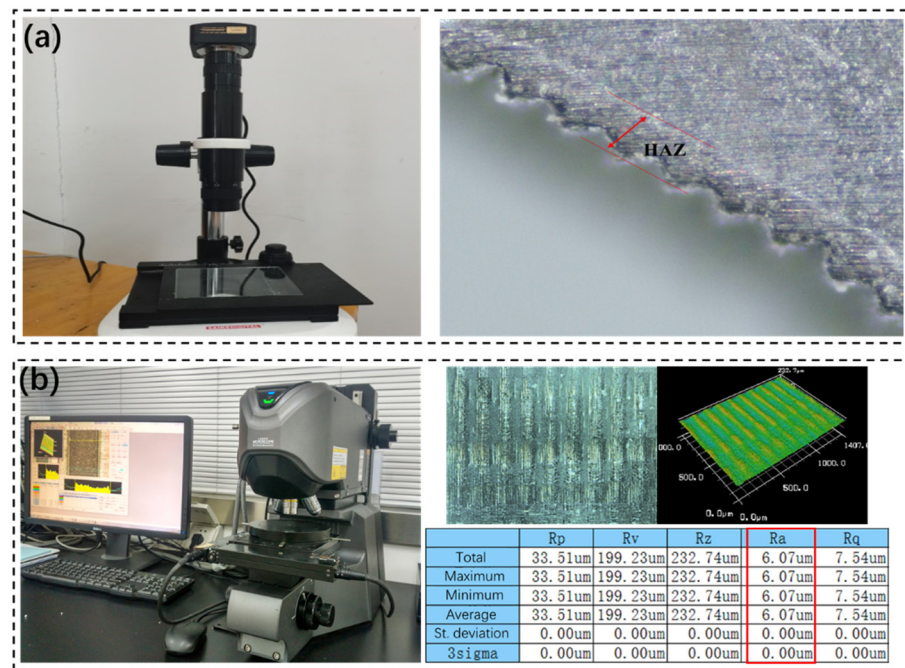 (a)
HAZ
(b)
233.7μm
1407.
1000.0
500.0
0.0μm
0.0μm
500.0
000.0
Rp Rv Rz Ra Rq
Total 33.51um 199.23um 232.74um 6.07um 7.54um
Maximum 33.51um 199.23um 232.74um 6.07um 7.54um
Minimum 33.51um 199.23um 232.74um 6.07um 7.54um
Average 33.51um 199.23um 232.74um 6.07um 7.54um
St. deviation 0.00um 0.00um 0.00um 0.00um 0.00um
3sigma 0.00um 0.00um 0.00um 0.00um 0.00um